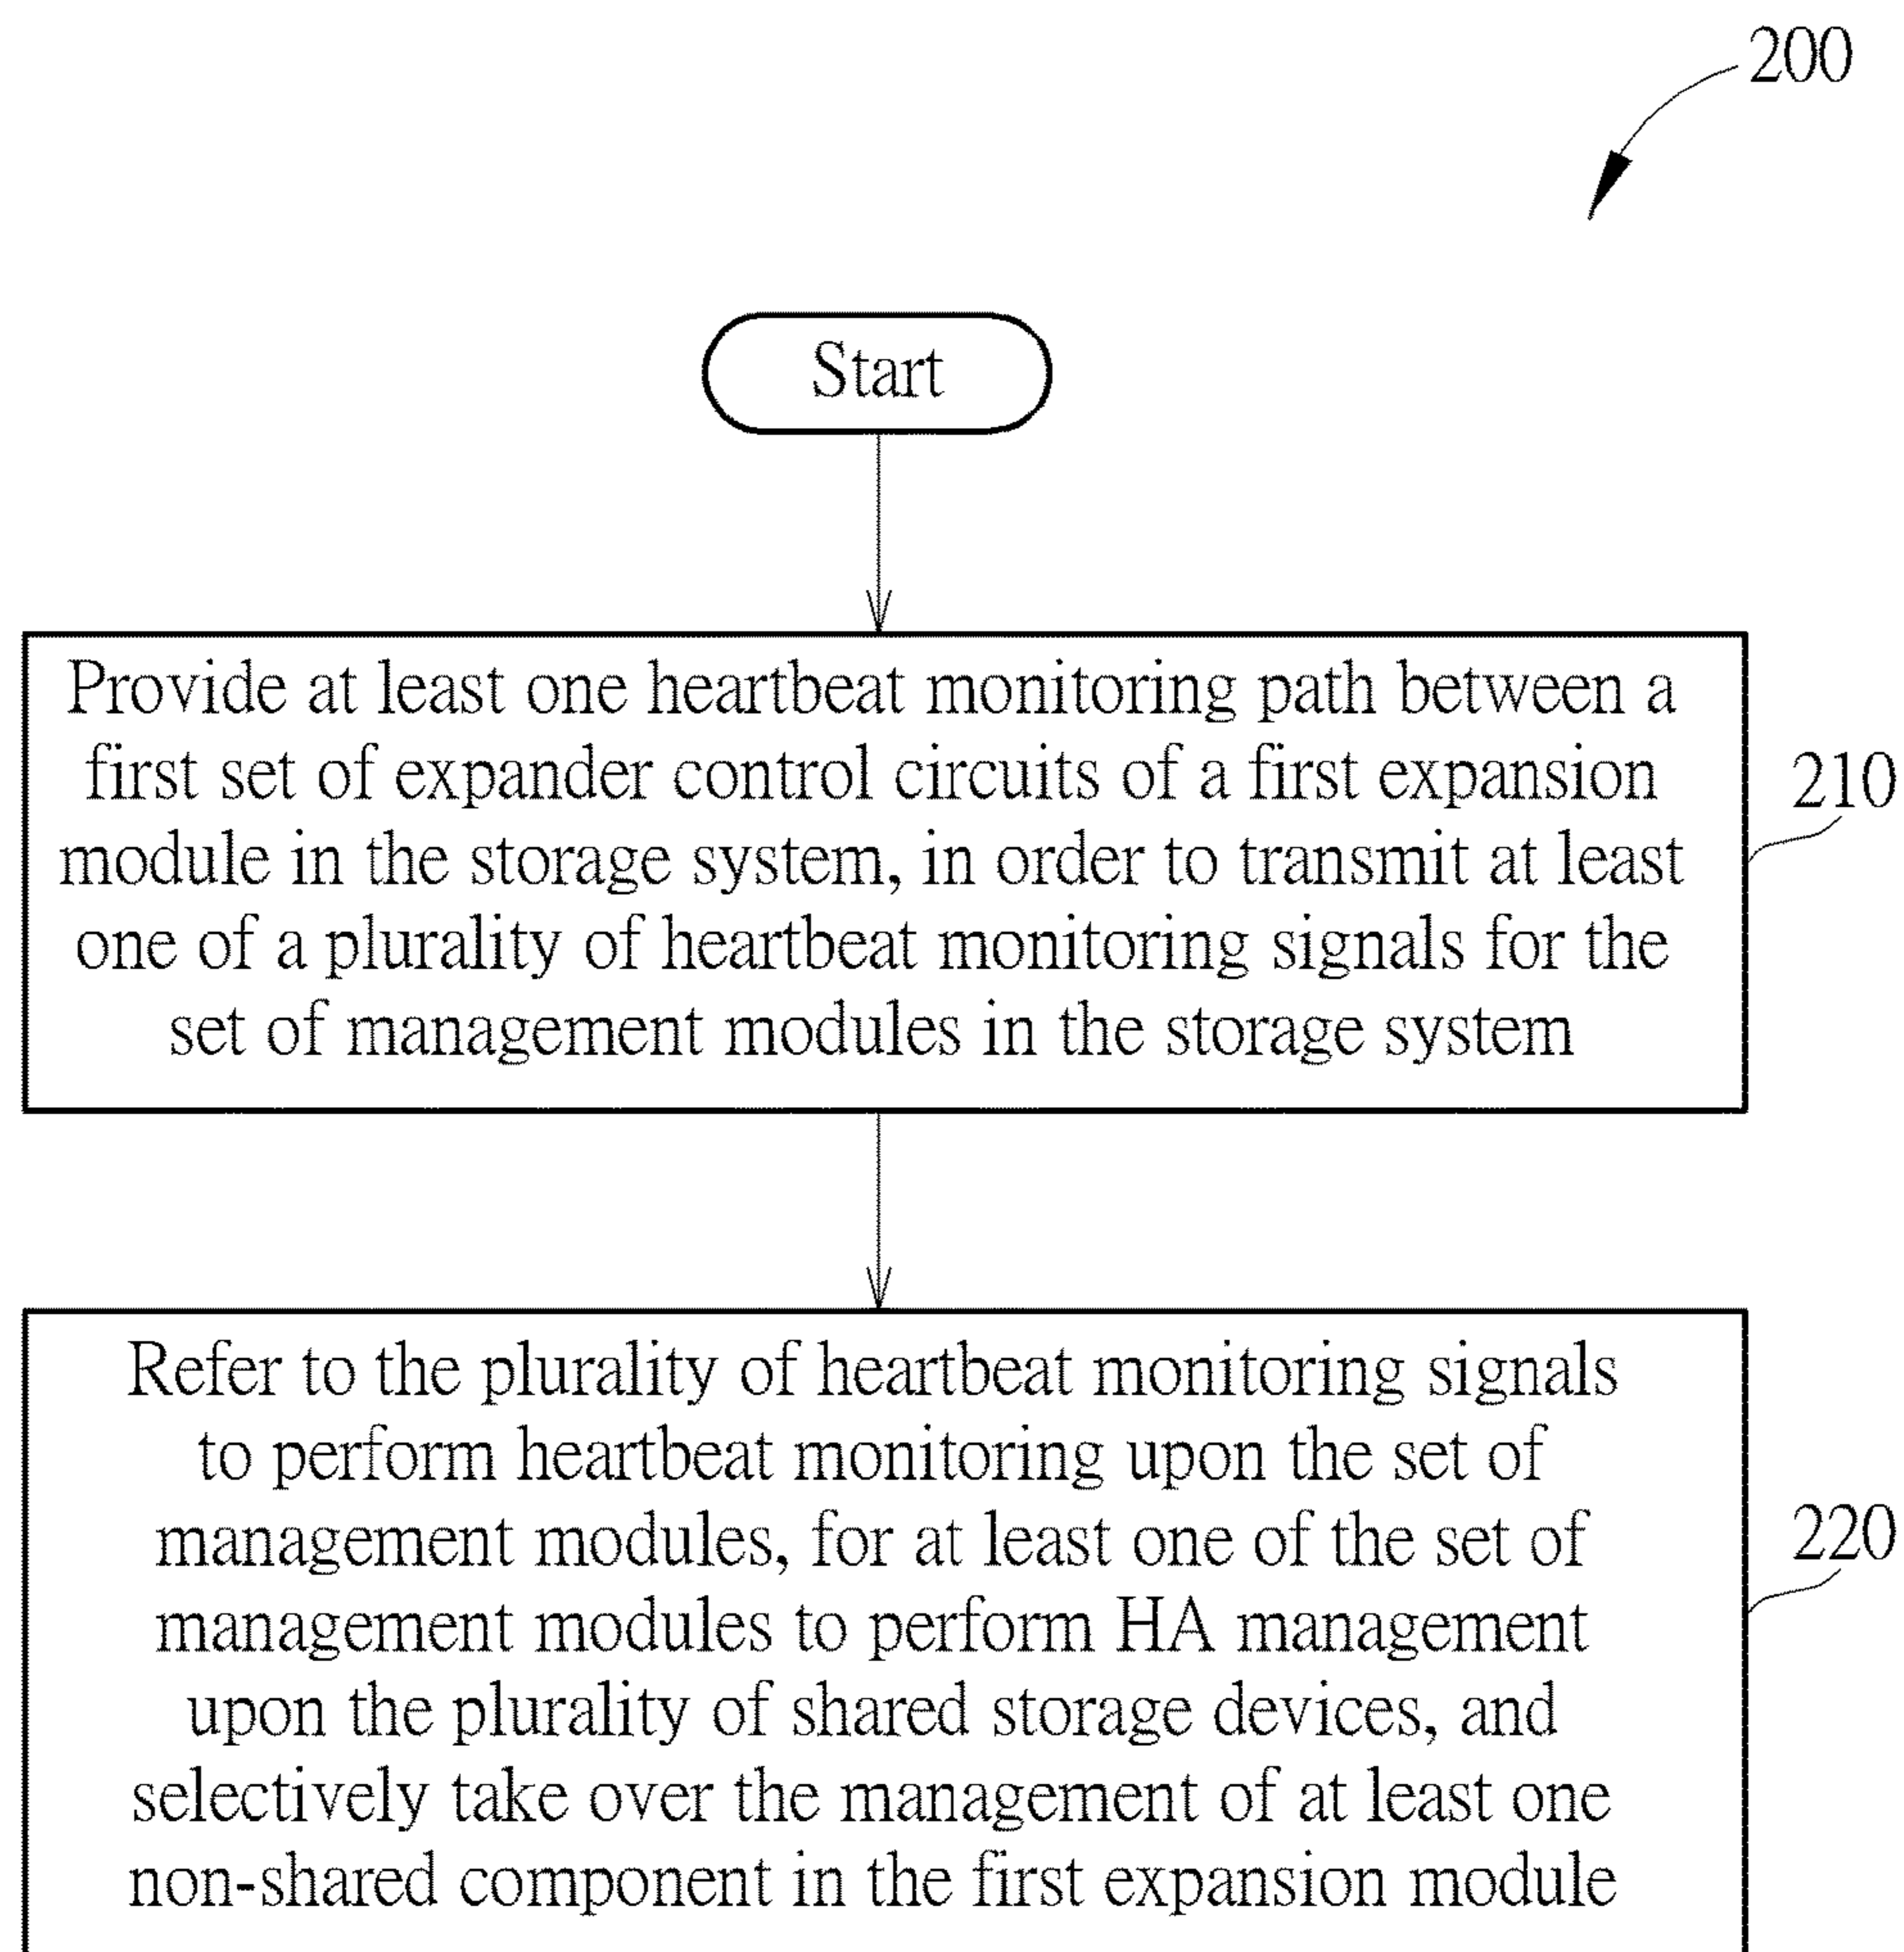 200
Start
Provide at least one heartbeat monitoring path between a
first set of expander control circuits of a first expansion
module in the storage system, in order to transmit at least
one of a plurality of heartbeat monitoring signals for the
set of management modules in the storage system
210
Refer to the plurality of heartbeat monitoring signals
to perform heartbeat monitoring upon the set of
management modules, for at least one of the set of
management modules to perform HA management
upon the plurality of shared storage devices, and
selectively take over the management of at least one
non-shared component in the first expansion module
220